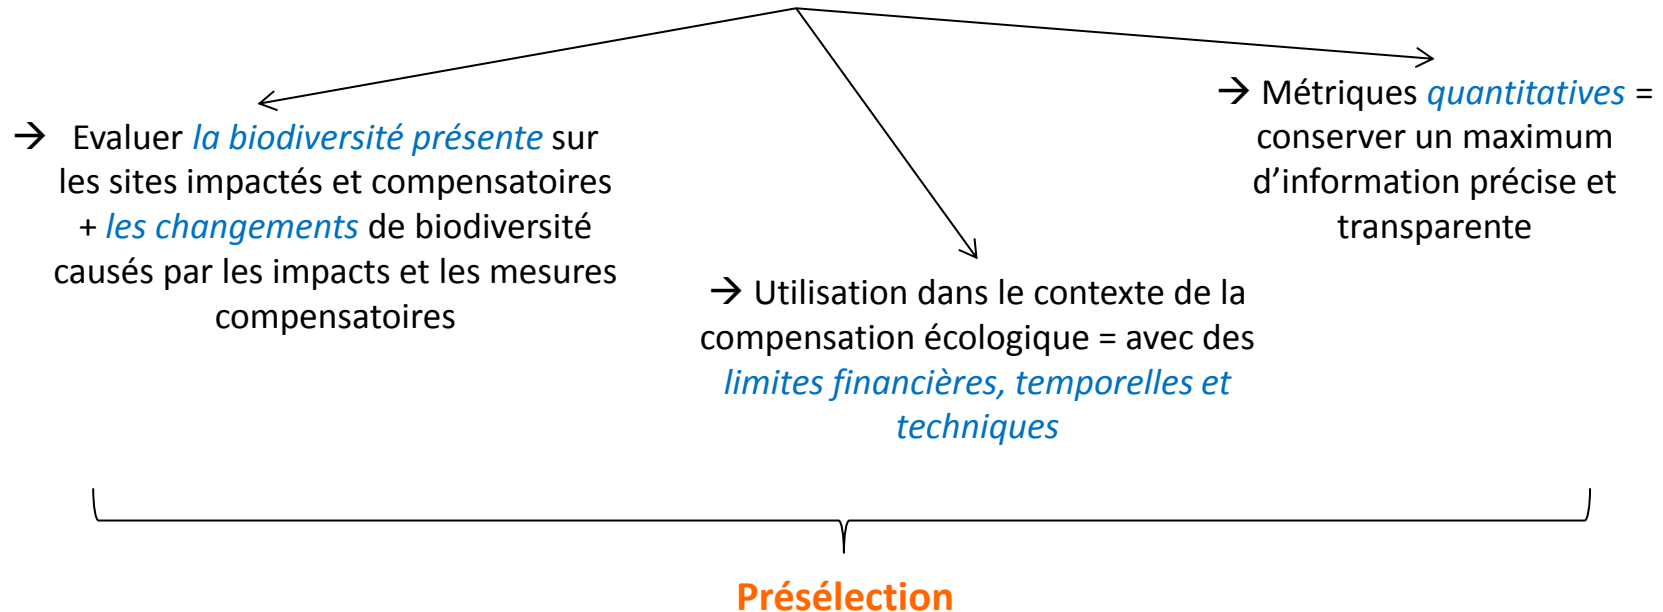 → Evaluer la biodiversité présente sur
les sites impactés et compensatoires
+ les changements de biodiversité
causés par les impacts et les mesures
compensatoires
→ Utilisation dans le contexte de la
compensation écologique = avec des
limites financières, temporelles et
techniques
→ Métriques quantitatives =
conserver un maximum
d’information précise et
transparente
Présélection